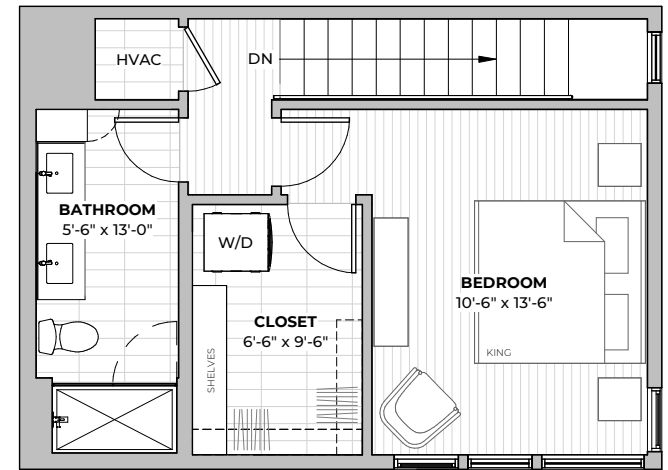 HVAC
DN
BATHROOM
5'-6" x 13'-0"
W/D
BEDROOM
10'-6" x 13'-6"
CLOSET
6'-6" x 9'-6"
KING
SHELVES